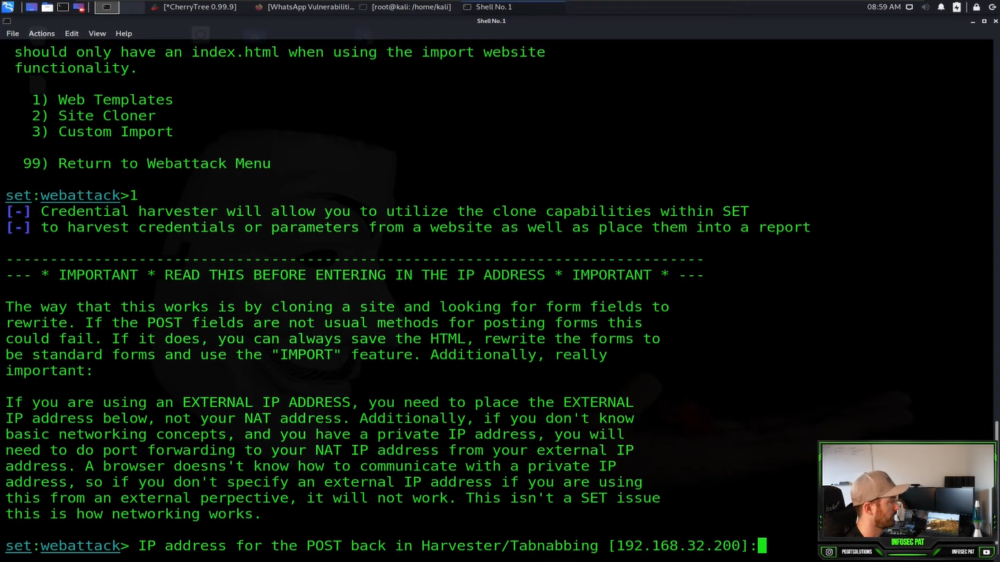 [*CherryTree 0.99.9]
[WhatsApp Vulnerabiliti...
[root@kali: /home/kali]
Shell No. 1
08:59 AM
Shell No. 1
File Actions Edit View Help
should only have an index.html when using the import website
functionality.
1) Web Templates
2) Site Cloner
3) Custom Import
99) Return to Webattack Menu
set:webattack>1
[-] Credential harvester will allow you to utilize the clone capabilities within SET
[-] to harvest credentials or parameters from a website as well as place them into a report
-------------------------------------------------------------------------------
--- * IMPORTANT * READ THIS BEFORE ENTERING IN THE IP ADDRESS * IMPORTANT * ---
The way that this works is by cloning a site and looking for form fields to
rewrite. If the POST fields are not usual methods for posting forms this
could fail. If it does, you can always save the HTML, rewrite the forms to
be standard forms and use the "IMPORT" feature. Additionally, really
important:
If you are using an EXTERNAL IP ADDRESS, you need to place the EXTERNAL
IP address below, not your NAT address. Additionally, if you don't know
basic networking concepts, and you have a private IP address, you will
need to do port forwarding to your NAT IP address from your external IP
address. A browser doesns't know how to communicate with a private IP
address, so if you don't specify an external IP address if you are using
this from an external perpective, it will not work. This isn't a SET issue
this is how networking works.
set:webattack> IP address for the POST back in Harvester/Tabnabbing [192.168.32.200]:
INFOSEC PAT
PGBITSOLUTIONS
INFOSEC PAT